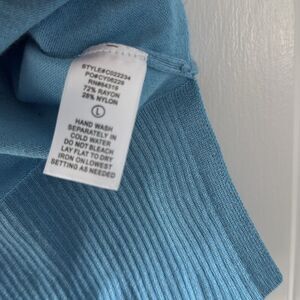 STYLE#C022234
PO#CY06229
RN#64319
72% RAYON
28% NYLON
L
HAND WASH
SEPARATELY IN
COLD WATER
DO NOT BLEACH
LAY FLAT TO DRY
IRON ON LOWEST
SETTING AS NEEDED